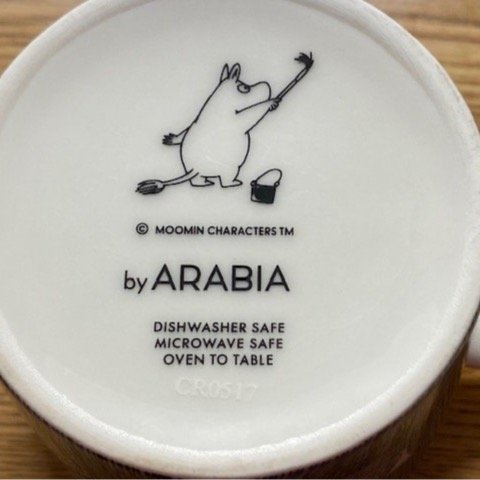 © MOOMIN CHARACTERS TM
by ARABIA
DISHWASHER SAFE
MICROWAVE SAFE
OVEN TO TABLE
CR0517